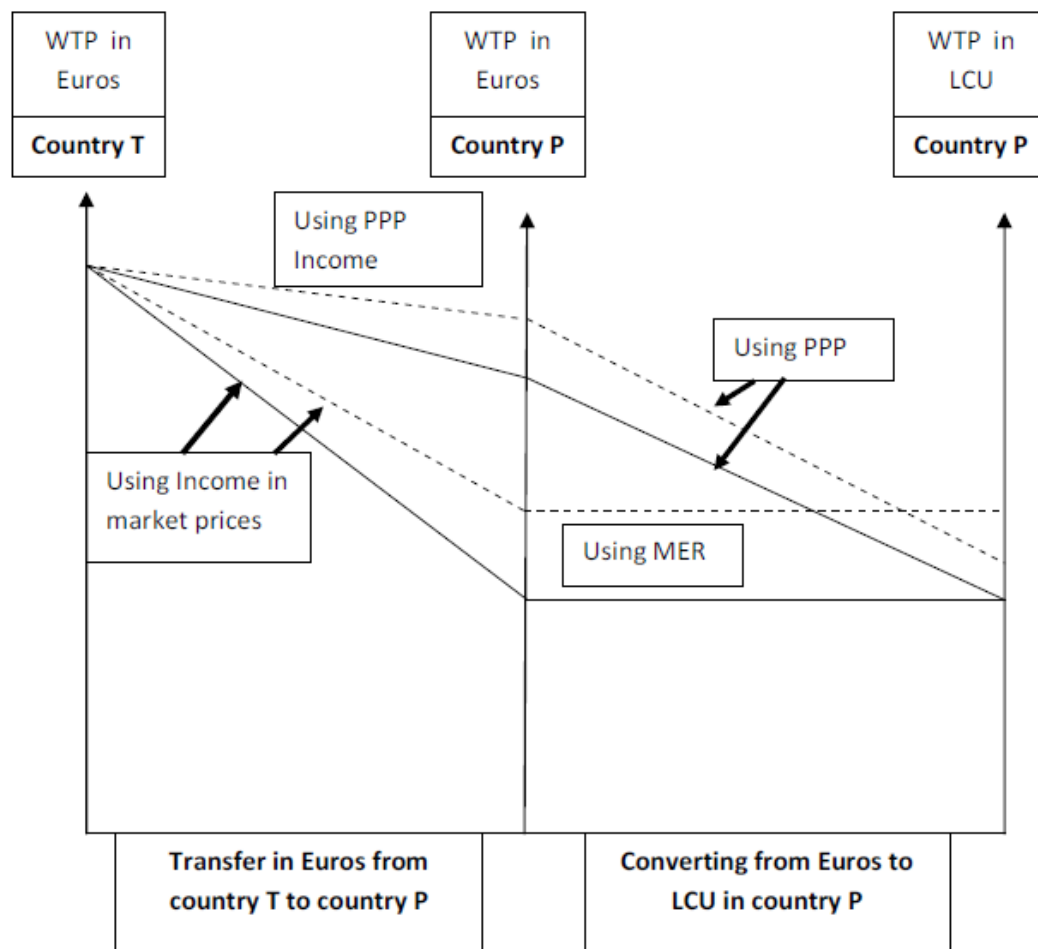 WTP in
Euros
Country T
WTP in
Euros
Country P
WTP in
LCU
Country P
Using PPP
Income
Using PPP
Using Income in
market prices
Using MER
Transfer in Euros from
country T to country P
Converting from Euros to
LCU in country P